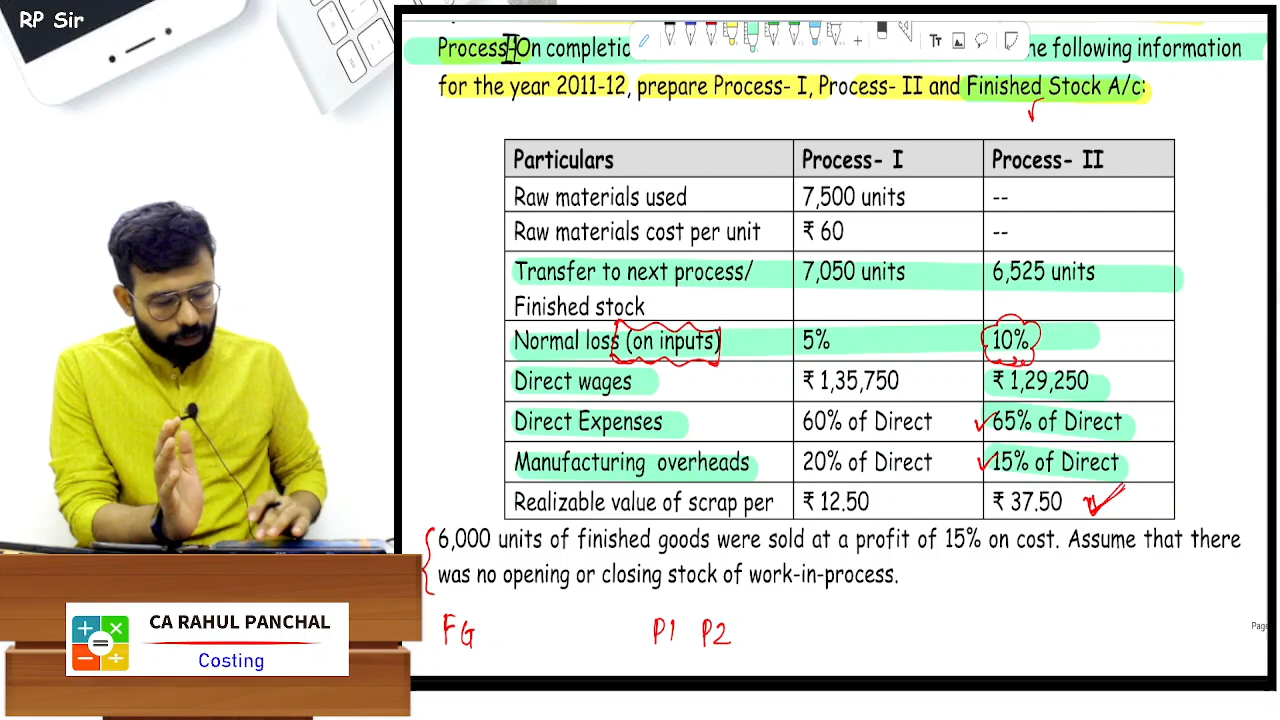 RP Sir
Process-I On completio
he following information
for the year 2011-12, prepare Process- I, Process- II and Finished Stock A/c:
Particulars Process- I Process- II
Raw materials used 7,500 units --
Raw materials cost per unit ₹ 60 --
Transfer to next process/ 7,050 units 6,525 units
Finished stock
Normal loss (on inputs) 5% 10%
Direct wages ₹ 1,35,750 ₹ 1,29,250
Direct Expenses 60% of Direct 65% of Direct
Manufacturing overheads 20% of Direct 15% of Direct
Realizable value of scrap per ₹ 12.50 ₹ 37.50
6,000 units of finished goods were sold at a profit of 15% on cost. Assume that there
was no opening or closing stock of work-in-process.
FG P1 P2
Page
CA RAHUL PANCHAL
Costing